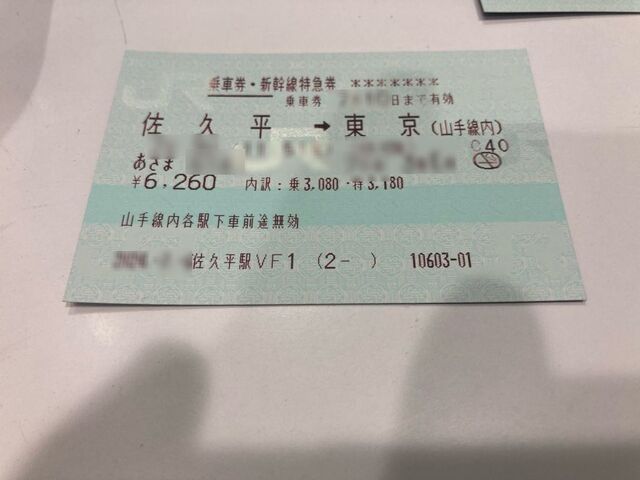 乗車券・新幹線特急券 *******
乗車券 日まで有効
佐久平 → 東京(山手線内)
C40
あさま
¥6,260 内訳:乗3,080・特3,180
山手線内各駅下車前途無効
佐久平駅VF1 (2- ) 10603-01